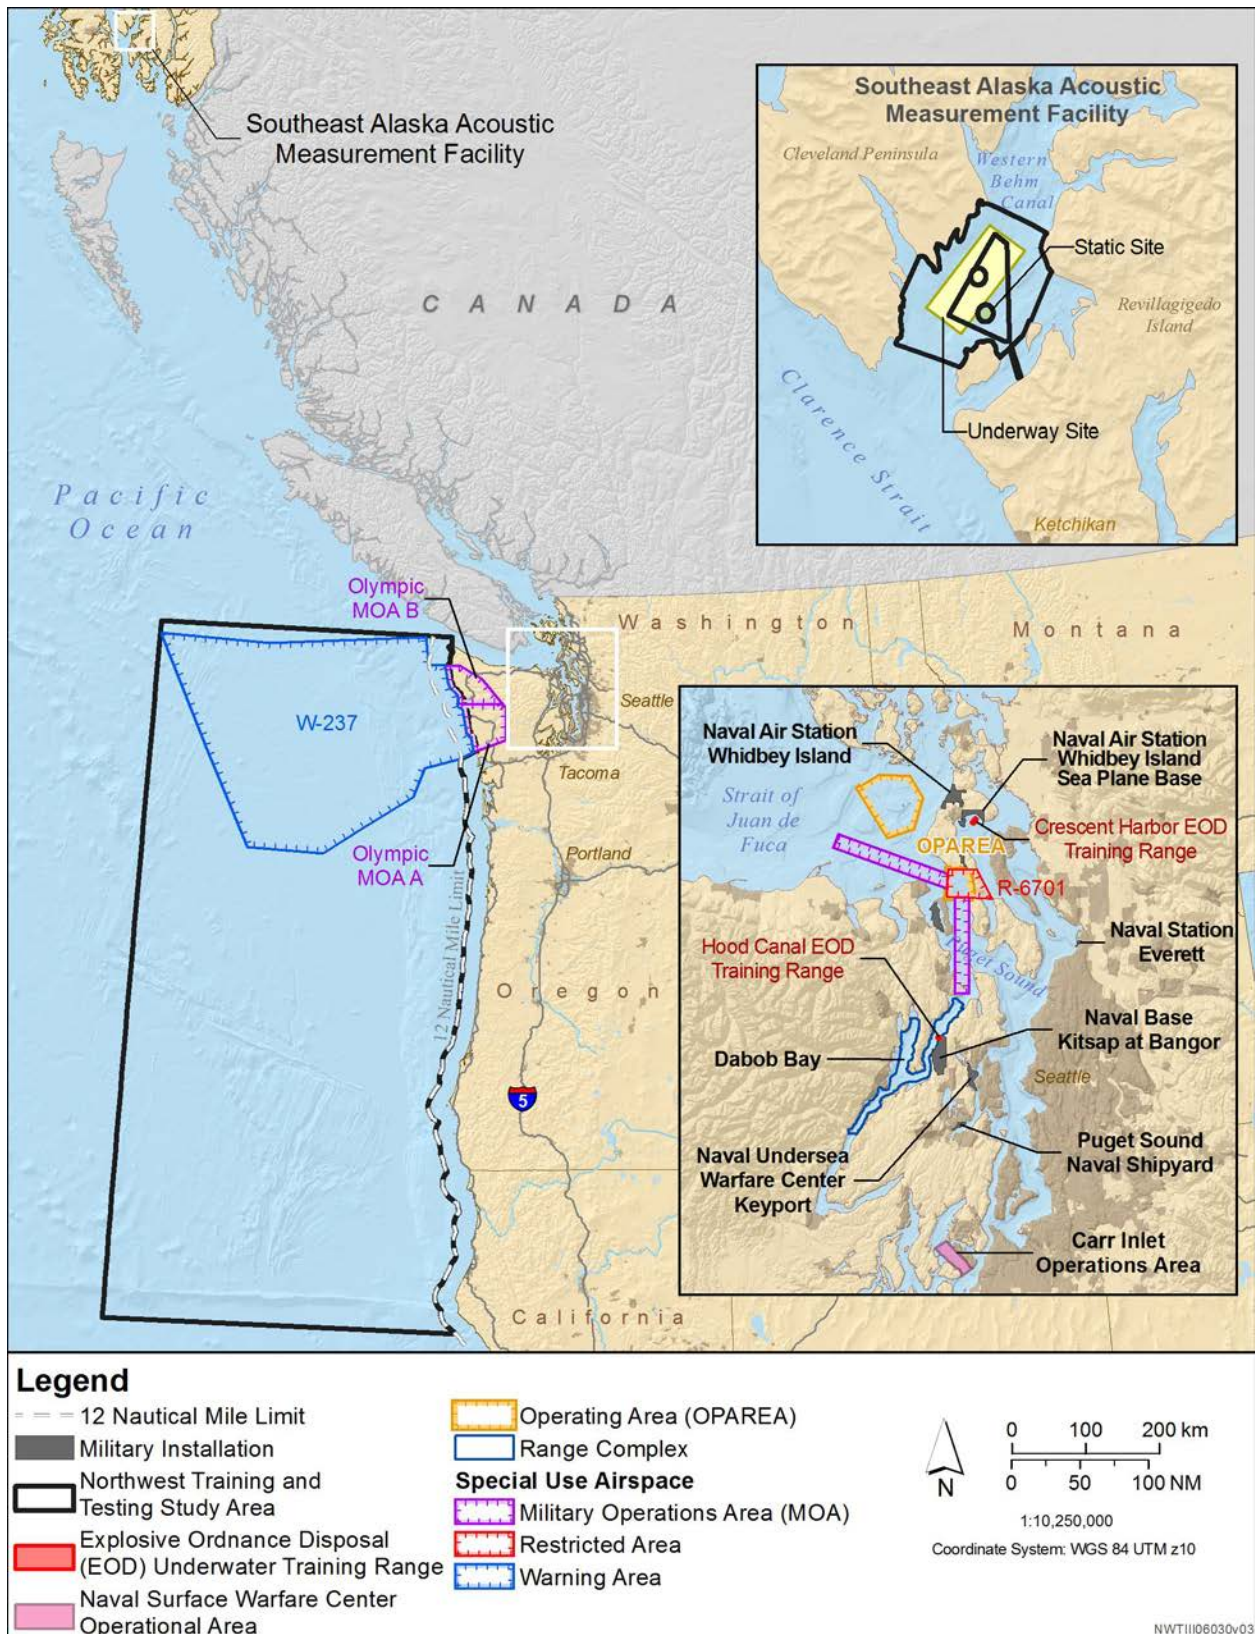 Southeast Alaska Acoustic
Measurement Facility
CANADA
Pacific
Ocean
Southeast Alaska Acoustic
Measurement Facility
Cleveland Peninsula
Western
Behm
Canal
Static Site
Revillagigedo
Island
Clarence Strait
Underway Site
Ketchikan
Olympic
MOA B
Washington
Montana
W-237
Seattle
Tacoma
Olympic
MOA A
Portland
12 Nautical Mile Limit
Oregon
5
California
Naval Air Station
Whidbey Island
Naval Air Station
Whidbey Island
Sea Plane Base
Strait of
Juan de
Fuca
Crescent Harbor EOD
Training Range
OPAREA
R-6701
Hood Canal EOD
Training Range
Naval Station
Everett
Puget Sound
Naval Base
Kitsap at Bangor
Dabob Bay
Seattle
Naval Undersea
Warfare Center
Keyport
Puget Sound
Naval Shipyard
Carr Inlet
Operations Area
Legend
12 Nautical Mile Limit
Military Installation
Northwest Training and
Testing Study Area
Explosive Ordnance Disposal
(EOD) Underwater Training Range
Naval Surface Warfare Center
Operational Area
Operating Area (OPAREA)
Range Complex
Special Use Airspace
Military Operations Area (MOA)
Restricted Area
Warning Area
N
0 100 200 km
0 50 100 NM
1:10,250,000
Coordinate System: WGS 84 UTM z10
NWTIII06030v03